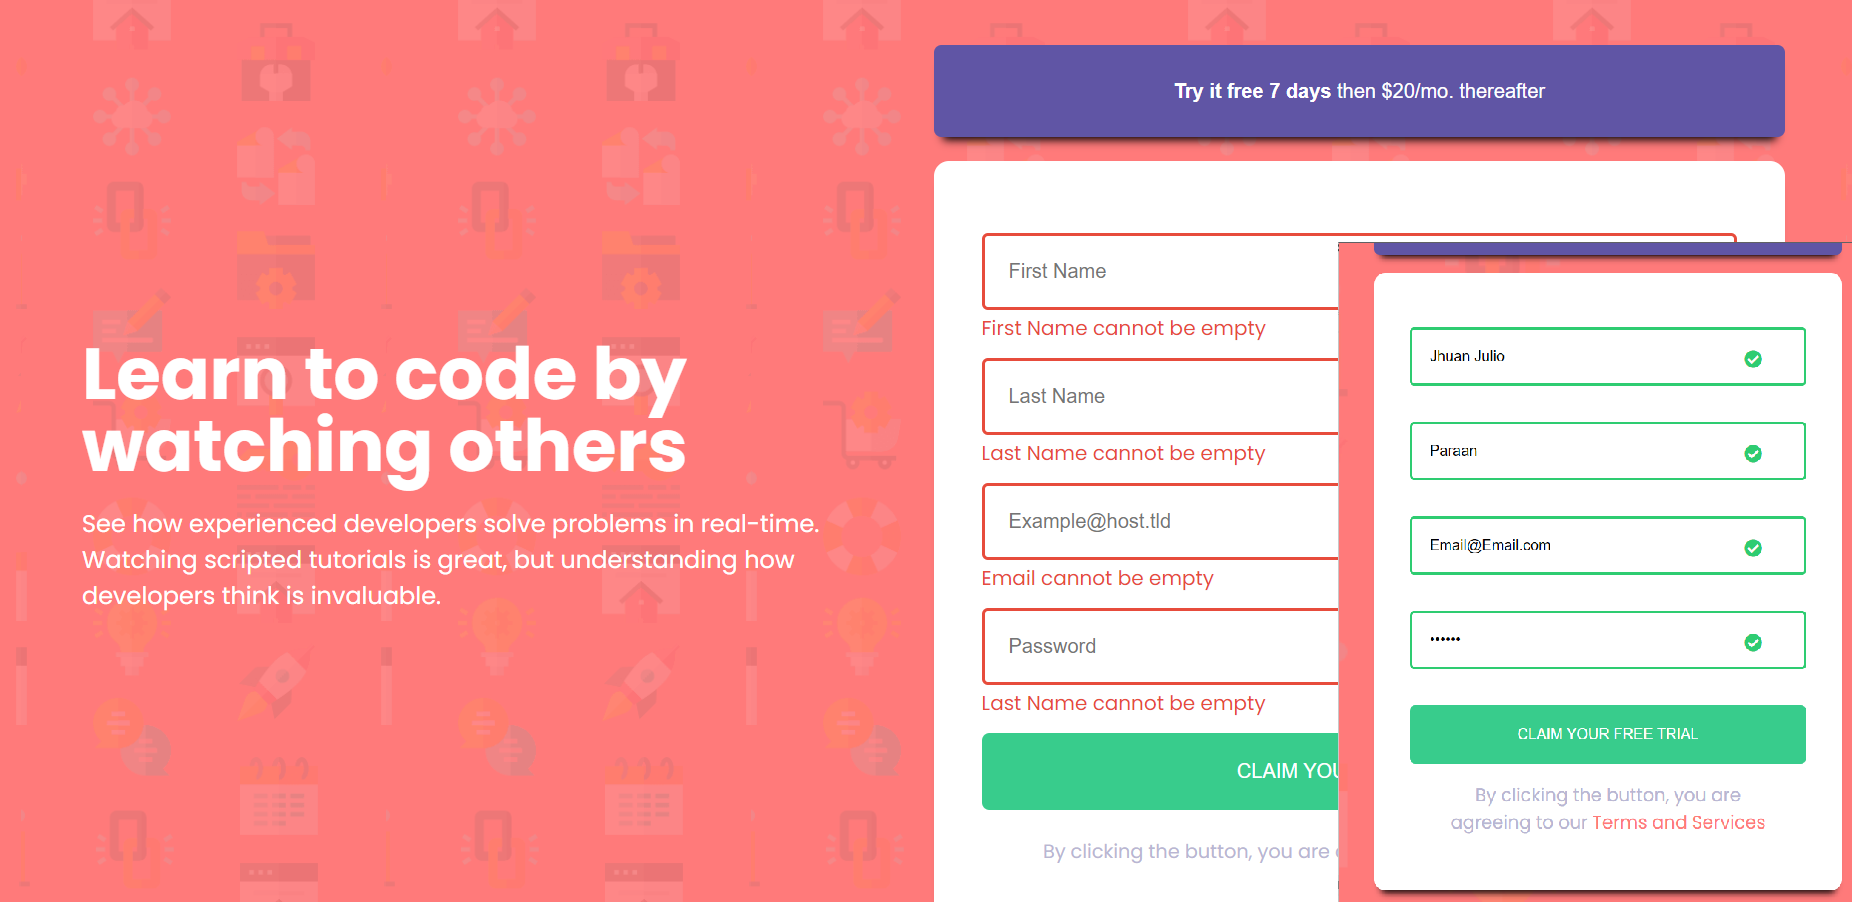 Learn to code by
watching others
See how experienced developers solve problems in real-time.
Watching scripted tutorials is great, but understanding how
developers think is invaluable.
Try it free 7 days then $20/mo. thereafter
First Name
First Name cannot be empty
Last Name
Last Name cannot be empty
Example@host.tld
Email cannot be empty
Password
Last Name cannot be empty
CLAIM YOU
By clicking the button, you are
Jhuan Julio
Paraan
Email@Email.com
••••••
CLAIM YOUR FREE TRIAL
By clicking the button, you are
agreeing to our Terms and Services